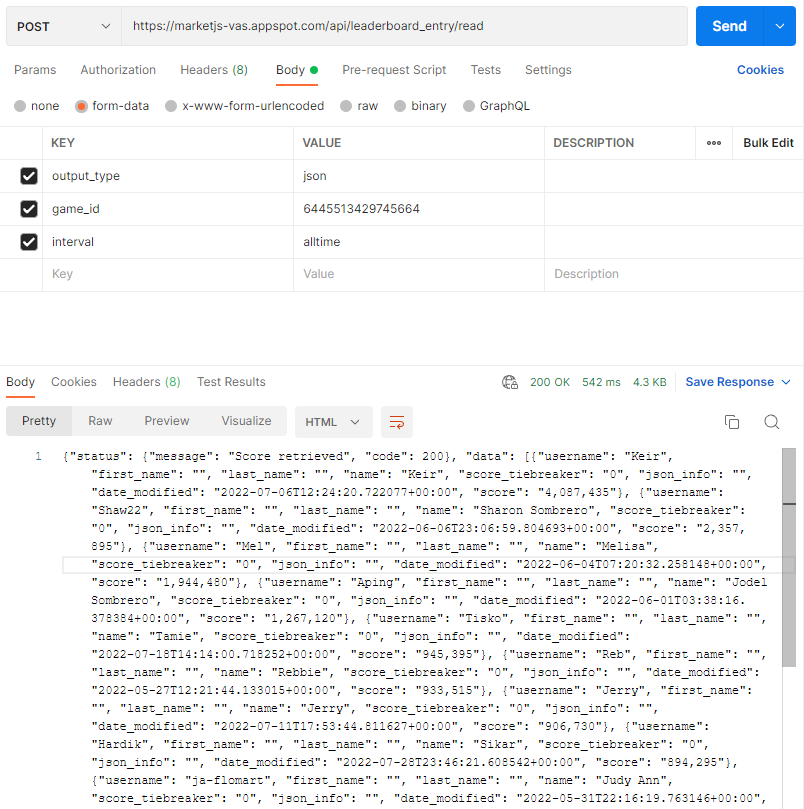 POST https://marketjs-vas.appspot.com/api/leaderboard_entry/read Send
Params Authorization Headers (8) Body Pre-request Script Tests Settings Cookies
none form-data x-www-form-urlencoded raw binary GraphQL
KEY VALUE DESCRIPTION ooo Bulk Edit
output_type json
game_id 6445513429745664
interval alltime
Key Value Description
Body Cookies Headers (8) Test Results 200 OK 542 ms 4.3 KB Save Response
Pretty Raw Preview Visualize HTML
1 {"status": {"message": "Score retrieved", "code": 200}, "data": [{"username": "Keir",
"first_name": "", "last_name": "", "name": "Keir", "score_tiebreaker": "0", "json_info": "",
"date_modified": "2022-07-06T12:24:20.722077+00:00", "score": "4,087,435"}, {"username":
"Shaw22", "first_name": "", "last_name": "", "name": "Sharon Sombrero", "score_tiebreaker":
"0", "json_info": "", "date_modified": "2022-06-06T23:06:59.804693+00:00", "score": "2,357,
895"}, {"username": "Mel", "first_name": "", "last_name": "", "name": "Melisa",
"score_tiebreaker": "0", "json_info": "", "date_modified": "2022-06-04T07:20:32.258148+00:00",
"score": "1,944,480"}, {"username": "Aping", "first_name": "", "last_name": "", "name": "Jodel
Sombrero", "score_tiebreaker": "0", "json_info": "", "date_modified": "2022-06-01T03:38:16.
378384+00:00", "score": "1,267,120"}, {"username": "Tisko", "first_name": "", "last_name": "",
"name": "Tamie", "score_tiebreaker": "0", "json_info": "", "date_modified":
"2022-07-18T14:14:00.718252+00:00", "score": "945,395"}, {"username": "Reb", "first_name": "",
"last_name": "", "name": "Rebbie", "score_tiebreaker": "0", "json_info": "", "date_modified":
"2022-05-27T12:21:44.133015+00:00", "score": "933,515"}, {"username": "Jerry", "first_name":
"", "last_name": "", "name": "Jerry", "score_tiebreaker": "0", "json_info": "",
"date_modified": "2022-07-11T17:53:44.811627+00:00", "score": "906,730"}, {"username":
"Hardik", "first_name": "", "last_name": "", "name": "Sikar", "score_tiebreaker": "0",
"json_info": "", "date_modified": "2022-07-28T23:46:21.608542+00:00", "score": "894,295"},
{"username": "ja-flomart", "first_name": "", "last_name": "", "name": "Judy Ann",
"score_tiebreaker": "0", "json_info": "", "date_modified": "2022-05-31T22:16:19.763146+00:00",